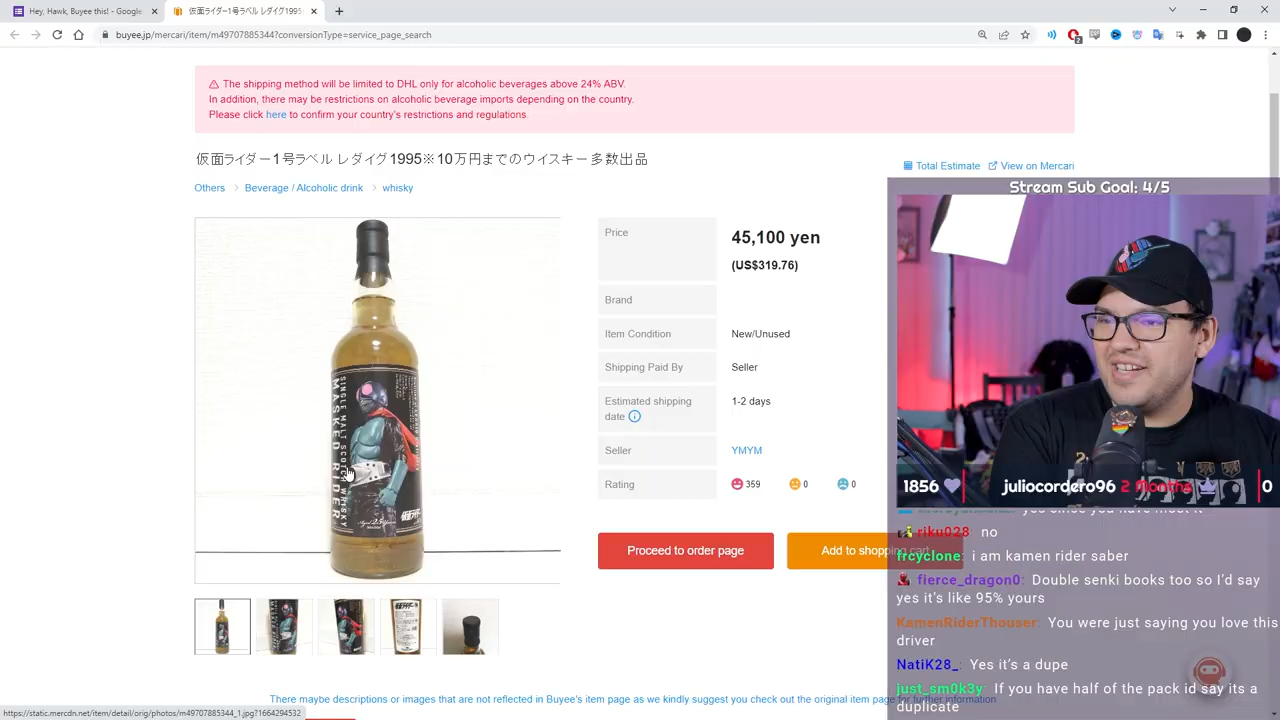 Hey, Hawk, Buyee this! - Google
仮面ライダー1号ラベル レダイグ1995
buyee.jp/mercari/item/m49707885344?conversionType=service_page_search
The shipping method will be limited to DHL only for alcoholic beverages above 24% ABV.
In addition, there may be restrictions on alcoholic beverage imports depending on the country.
Please click here to confirm your country's restrictions and regulations.
仮面ライダー1号ラベル レダイグ1995※10万円までのウイスキー多数出品
Total Estimate View on Mercari
Others Beverage / Alcoholic drink whisky
Stream Sub Goal: 4/5
Price
45,100 yen
(US$319.76)
Brand
Item Condition
New/Unused
Shipping Paid By
Seller
Estimated shipping
date
1-2 days
Seller
YMYM
Rating
359 0 0
Proceed to order page
Add to shopping cart
SINGLE MALT SCOTCH WHISKY
MASKED RIDER
仮面ライダー
1856
juliocordero96 2 Months
0
riku028 no
frcyclone: i am kamen rider saber
fierce_dragon0: Double senki books too so I'd say
yes it's like 95% yours
KamenRiderThouser: You were just saying you love this
driver
NatiK28_: Yes it's a dupe
just_sm0k3y: If you have half of the pack id say its a
duplicate
There maybe descriptions or images that are not reflected in Buyee's item page as we kindly suggest you check out the original item page for further information
https://static.mercdn.net/item/detail/orig/photos/m49707885344_1.jpg?1664294532